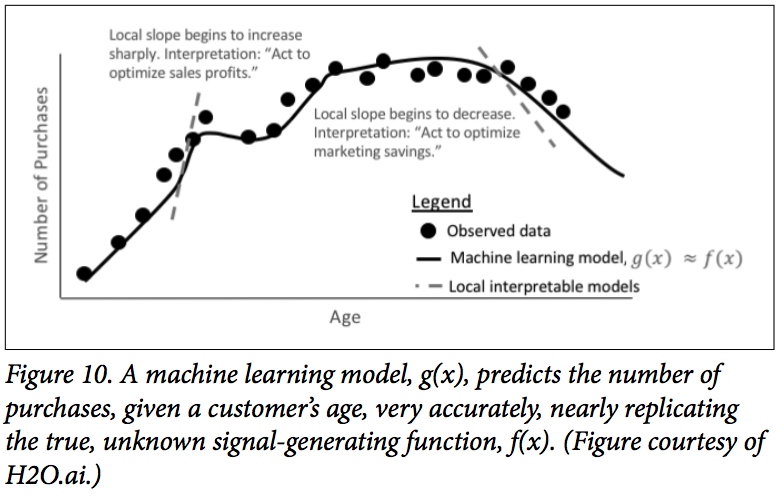 Local slope begins to increase
sharply. Interpretation: “Act to
optimize sales profits.”
Number of Purchases
Local slope begins to decrease.
Interpretation: “Act to optimize
marketing savings.”
Legend
Observed data
Machine learning model, g(x) ≈ f(x)
Local interpretable models
Age
Figure 10. A machine learning model, g(x), predicts the number of
purchases, given a customer’s age, very accurately, nearly replicating
the true, unknown signal-generating function, f(x). (Figure courtesy of
H2O.ai.)